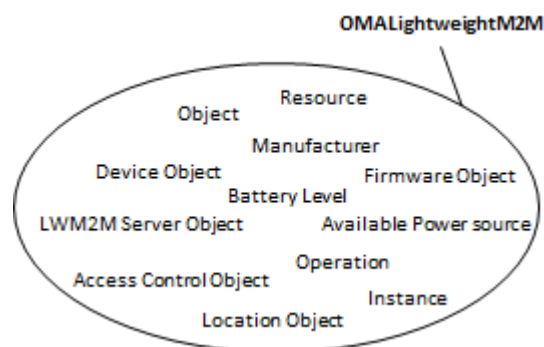 OMALightweightM2M
Resource
Object
Manufacturer
Device Object
Firmware Object
Battery Level
LWM2M Server Object
Available Power source
Operation
Access Control Object
Instance
Location Object